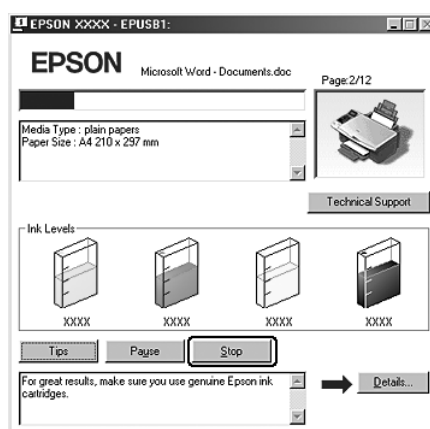 EPSON XXXX - EPUSB1:
EPSON
Microsoft Word - Documents.doc
Page:2/12
Media Type : plain papers
Paper Size : A4 210 x 297 mm
Technical Support
Ink Levels
XXXX XXXX XXXX XXXX
Tips Pause Stop
For great results, make sure you use genuine Epson ink
cartridges.
Details...